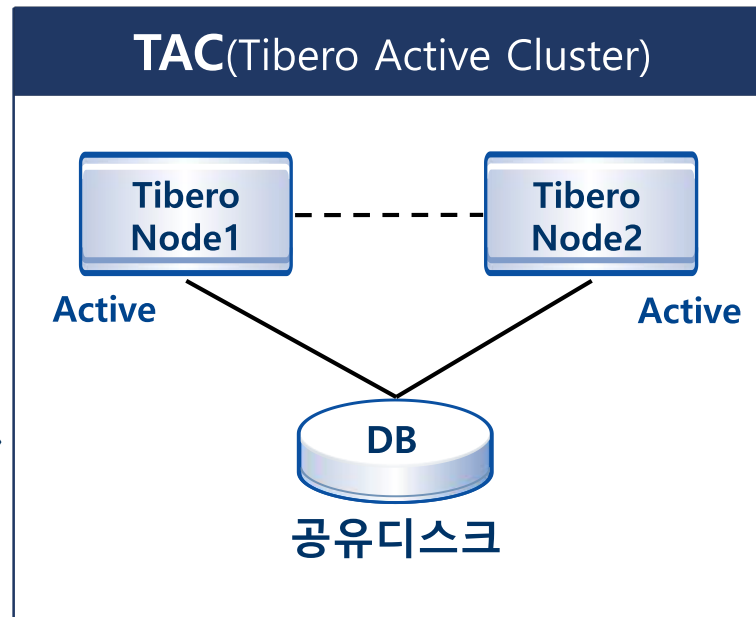 TAC(Tibero Active Cluster)
Tibero
Node1
Tibero
Node2
Active
Active
DB
공유디스크